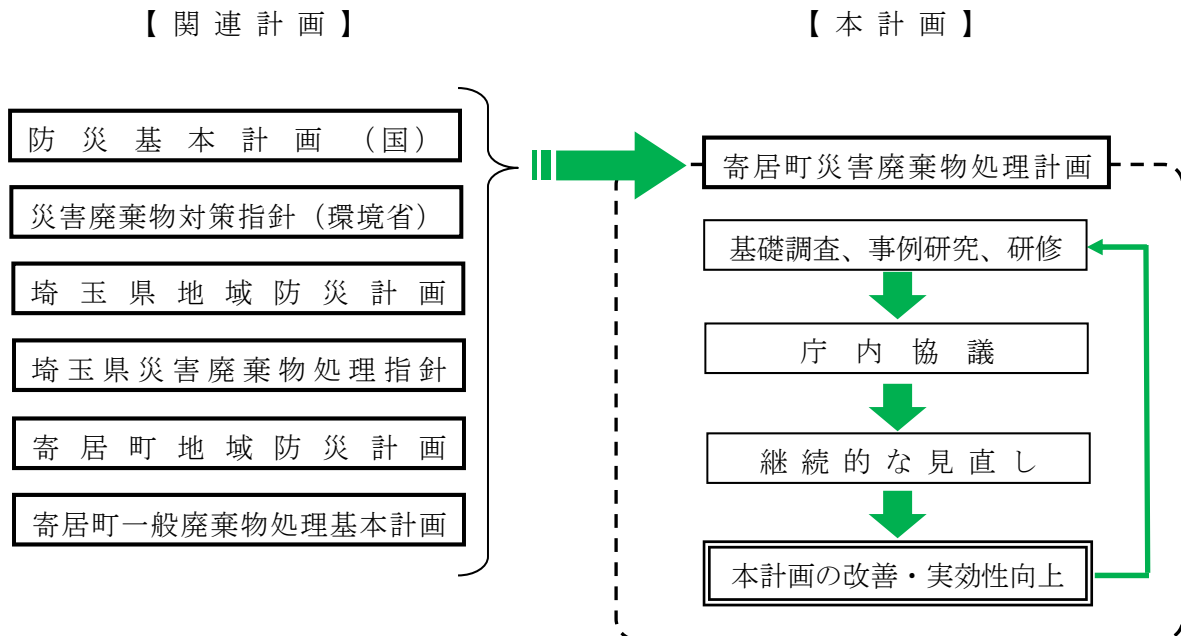 【関連計画】
防災基本計画（国）
災害廃棄物対策指針（環境省）
埼玉県地域防災計画
埼玉県災害廃棄物処理指針
寄居町地域防災計画
寄居町一般廃棄物処理基本計画
【本計画】
寄居町災害廃棄物処理計画
基礎調査、事例研究、研修
庁内協議
継続的な見直し
本計画の改善・実効性向上